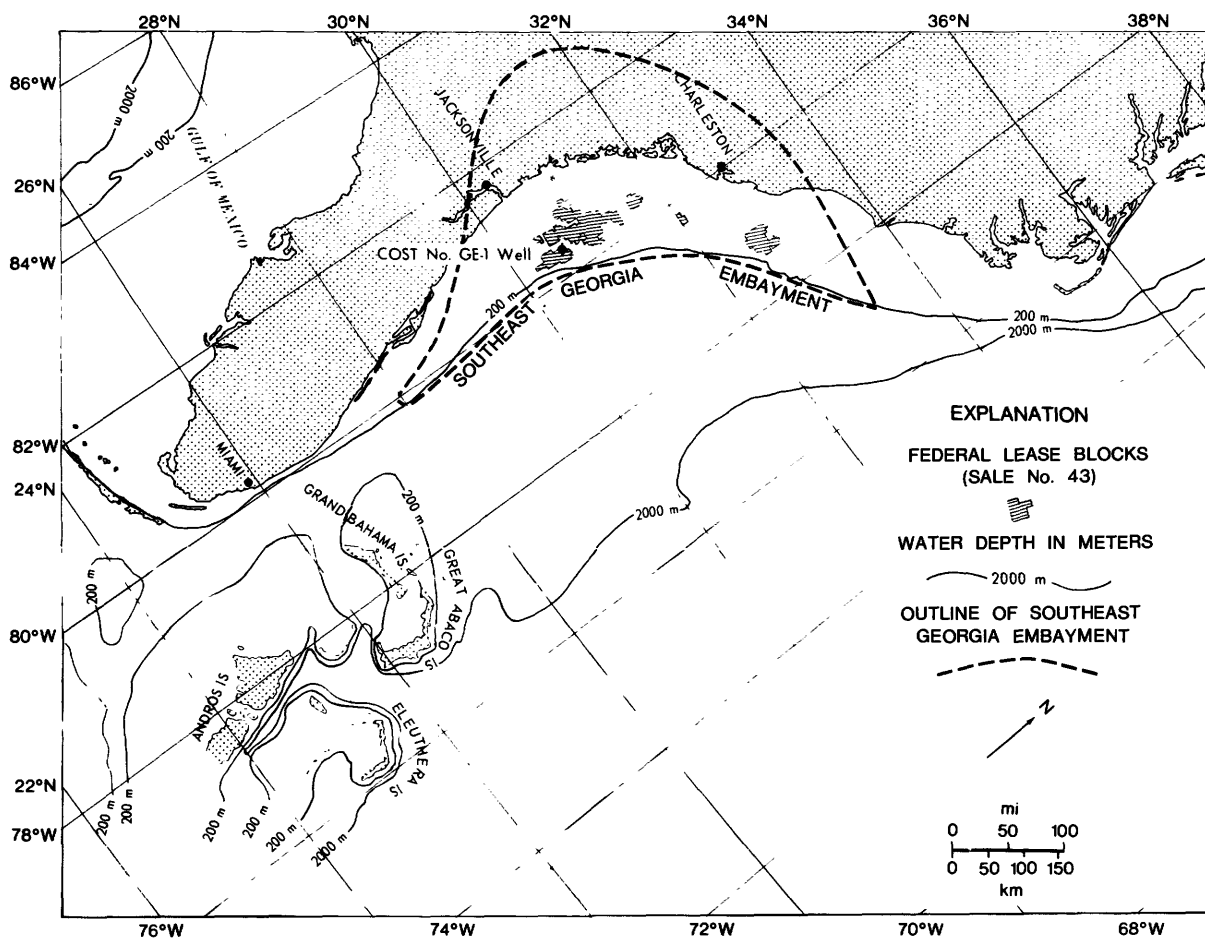 28°N
30°N
32°N
34°N
36°N
38°N
86°W
26°N
84°W
82°W
24°N
80°W
22°N
78°W
76°W
74°W
72°W
70°W
68°W
2000 m
200 m
GULF OF MEXICO
JACKSONVILLE
CHARLESTON
COST No. GE-1 Well
200 m
SOUTHEAST
GEORGIA
EMBAYMENT
200 m
2000 m
MIAMI
GRAND BAHAMA IS
200 m
GREAT ABACO
IS
2000 m
200 m
ANDROS IS
ELEUTHERA
IS
200 m
200 m
200 m
200 m
200 m
2000 m
EXPLANATION
FEDERAL LEASE BLOCKS
(SALE No. 43)
WATER DEPTH IN METERS
2000 m
OUTLINE OF SOUTHEAST
GEORGIA EMBAYMENT
N
mi
0 50 100
0 50 100 150
km